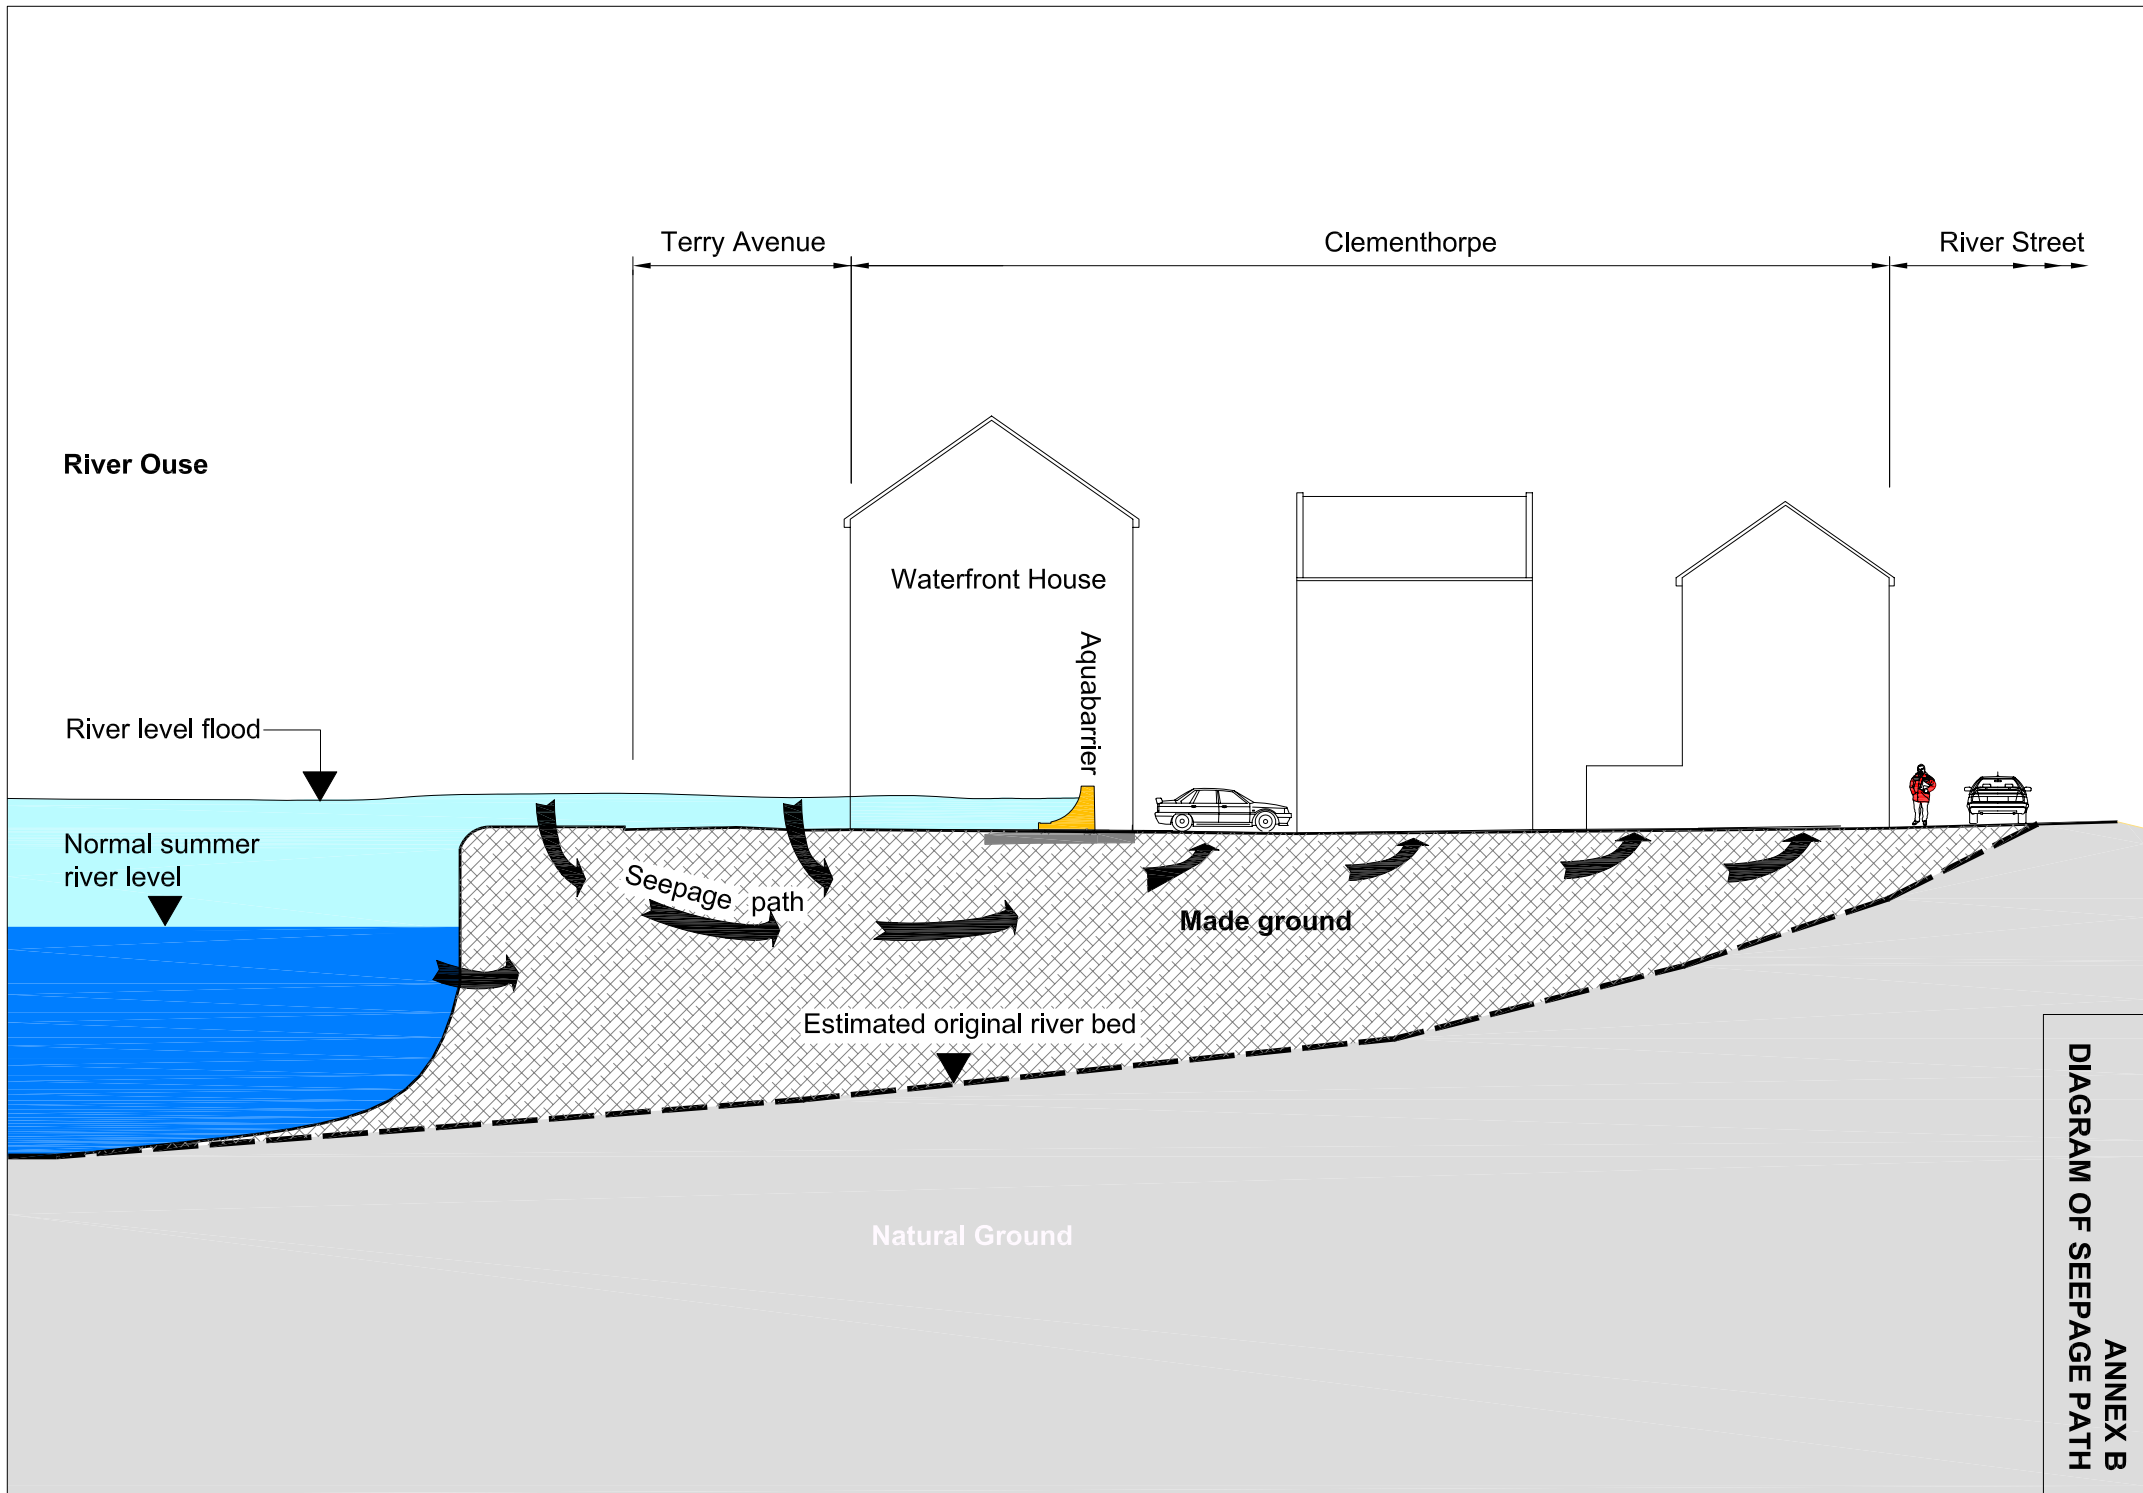 Terry Avenue
Clementhorpe
River Street
River Ouse
Waterfront House
Aquabarrier
River level flood
Normal summer
river level
Seepage path
Made ground
Estimated original river bed
Natural Ground
ANNEX B
DIAGRAM OF SEEPAGE PATH